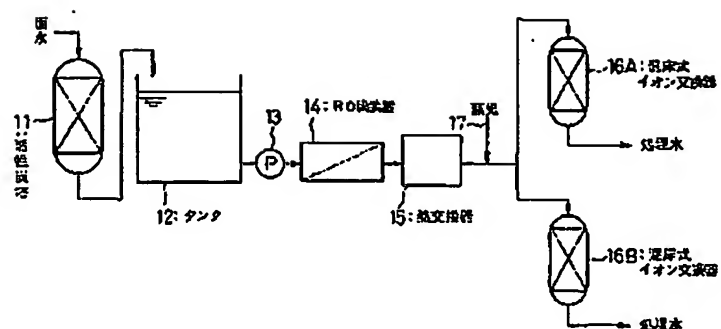 原水
11:活性炭塔
12:タンク
13
P
14:RO膜装置
15:熱交換器
17
16A:混床式
イオン交換器
処理水
16B:混床式
イオン交換器
処理水